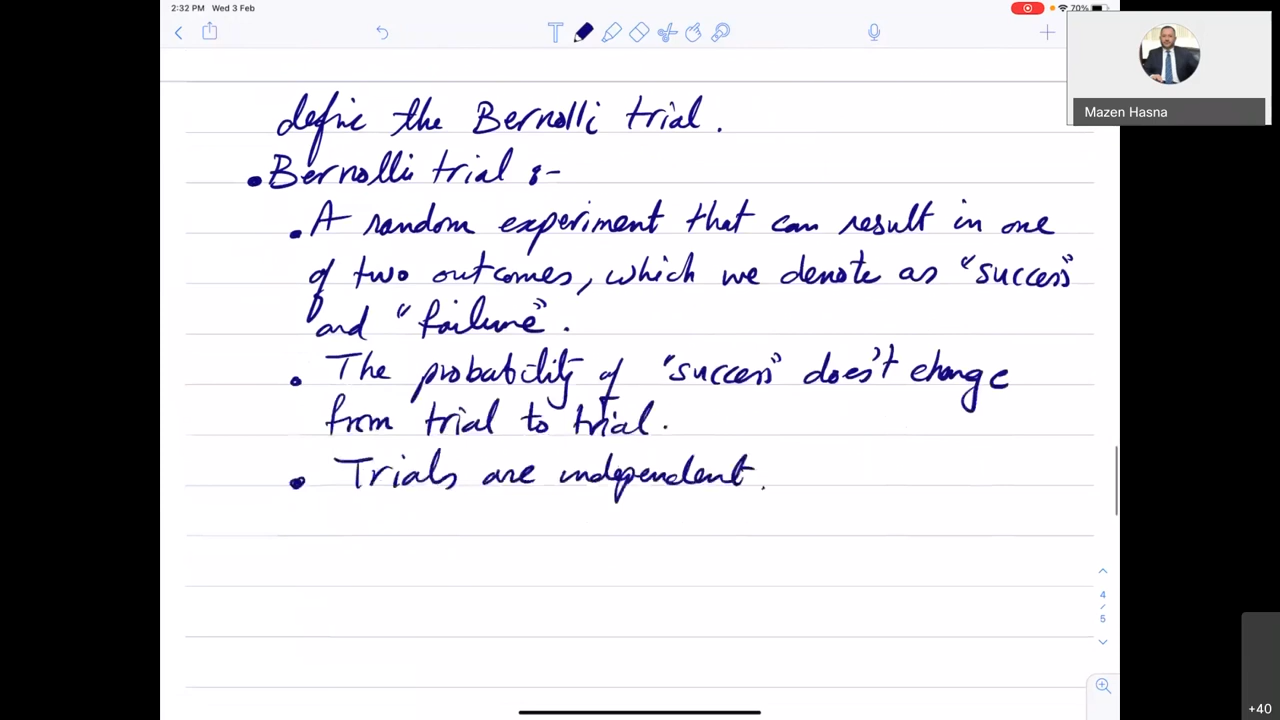 2:32 PM Wed 3 Feb
70%
Mazen Hasna
define the Bernolli trial.
• Bernolli trial :-
• A random experiment that can result in one
of two outcomes, which we denote as "success"
and "failure".
• The probability of "success" does't change
from trial to trial.
• Trials are independent.
4
/
5
+40